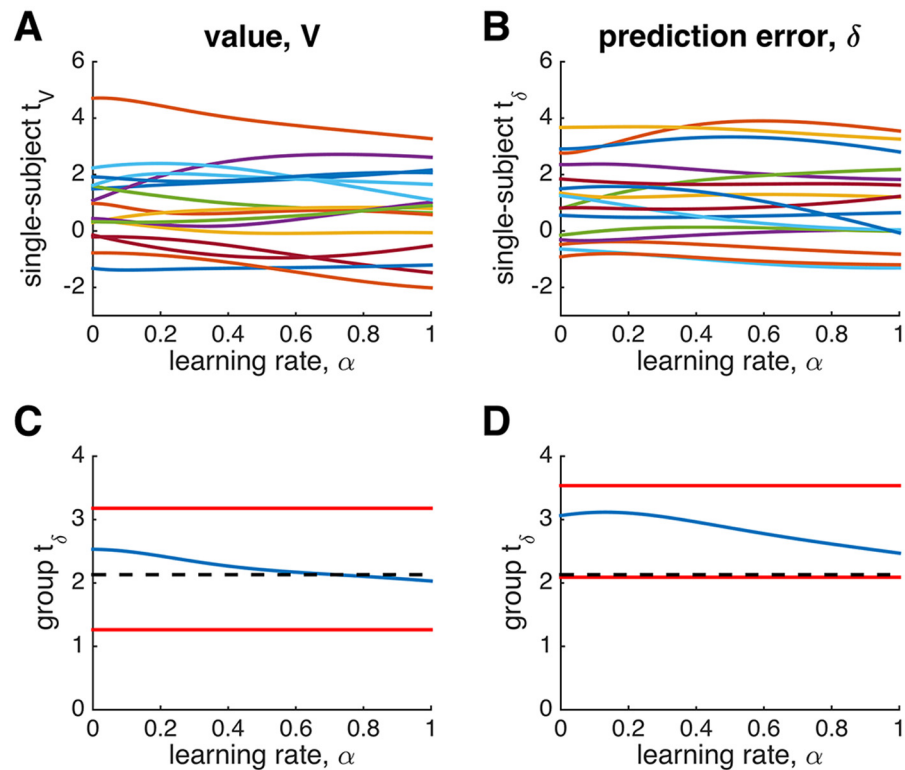 A
value, V
6
4
2
0
-2
single-subject t_V
0 0.2 0.4 0.6 0.8 1
learning rate, α
B
prediction error, δ
6
4
2
0
-2
single-subject t_δ
0 0.2 0.4 0.6 0.8 1
learning rate, α
C
4
3
2
1
0
group t_δ
0 0.2 0.4 0.6 0.8 1
learning rate, α
D
4
3
2
1
0
group t_δ
0 0.2 0.4 0.6 0.8 1
learning rate, α